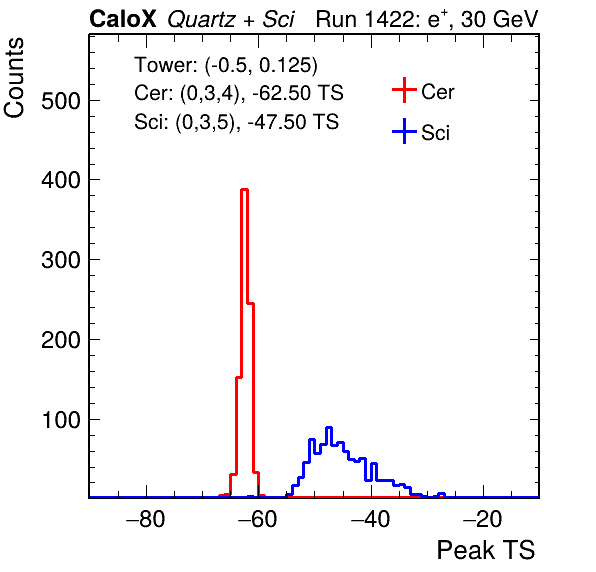 CaloX Quartz + Sci Run 1422: e⁺, 30 GeV
Tower: (-0.5, 0.125)
Cer: (0,3,4), -62.50 TS
Sci: (0,3,5), -47.50 TS
Cer
Sci
Counts
500
400
300
200
100
−80 −60 −40 −20
Peak TS